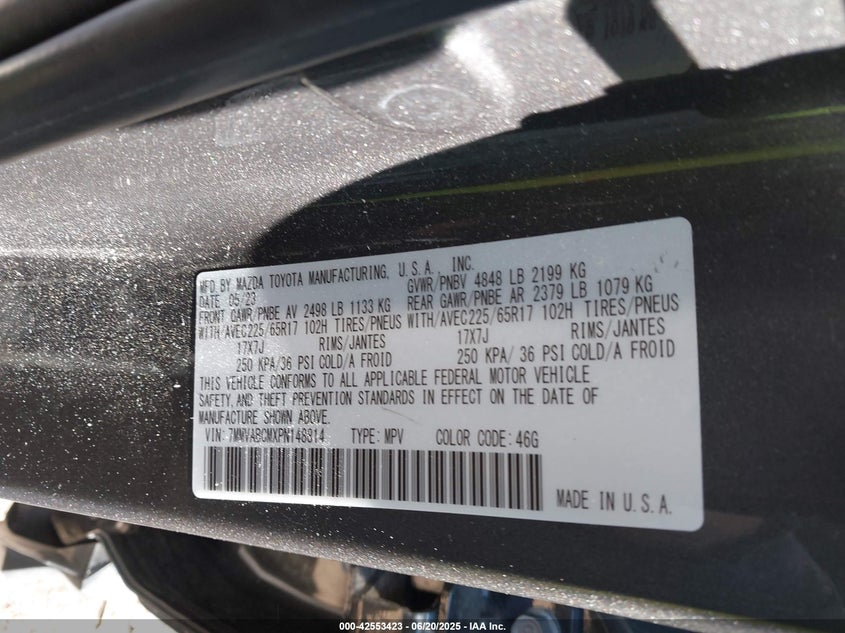 MFD. BY MAZDA TOYOTA MANUFACTURING, U.S.A. INC.
DATE 05/23 GVWR/PNBV 4848 LB 2199 KG
FRONT GAWR/PNBE AV 2498 LB 1133 KG REAR GAWR/PNBE AR 2379 LB 1079 KG
WITH/AVEC225/65R17 102H TIRES/PNEUS WITH/AVEC225/65R17 102H TIRES/PNEUS
17X7J RIMS/JANTES 17X7J RIMS/JANTES
250 KPA/36 PSI COLD/A FROID 250 KPA/ 36 PSI COLD/A FROID
THIS VEHICLE CONFORMS TO ALL APPLICABLE FEDERAL MOTOR VEHICLE
SAFETY, AND THEFT PREVENTION STANDARDS IN EFFECT ON THE DATE OF
MANUFACTURE SHOWN ABOVE.
VIN: 7MMVABCMXPN148814 TYPE: MPV COLOR CODE: 46G
MADE IN U.S.A.
000-42553423 - 06/20/2025 - IAA Inc.